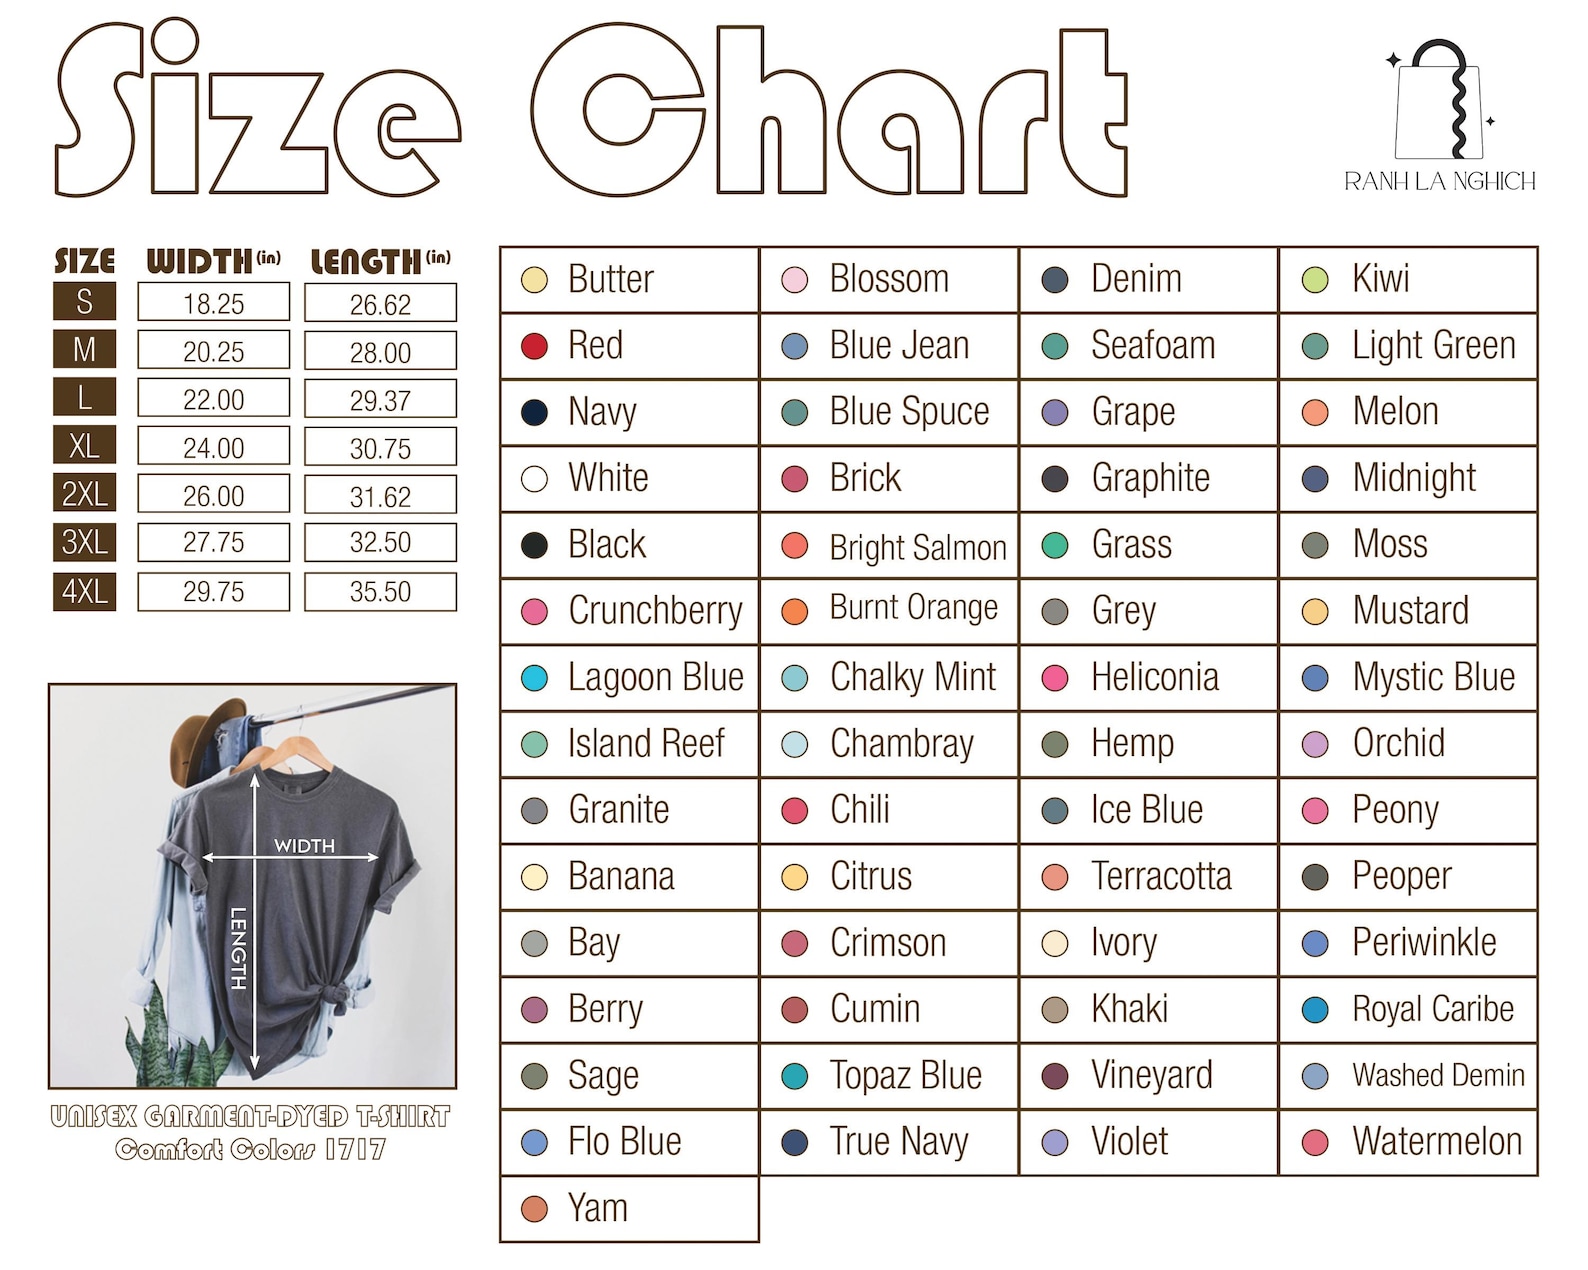 Size Chart
RANH LA NGHICH
SIZE WIDTH (in) LENGTH (in)
S 18.25 26.62
M 20.25 28.00
L 22.00 29.37
XL 24.00 30.75
2XL 26.00 31.62
3XL 27.75 32.50
4XL 29.75 35.50
WIDTH
LENGTH
UNISEX GARMENT-DYED T-SHIRT
Comfort Colors 1717
Butter Blossom Denim Kiwi
Red Blue Jean Seafoam Light Green
Navy Blue Spuce Grape Melon
White Brick Graphite Midnight
Black Bright Salmon Grass Moss
Crunchberry Burnt Orange Grey Mustard
Lagoon Blue Chalky Mint Heliconia Mystic Blue
Island Reef Chambray Hemp Orchid
Granite Chili Ice Blue Peony
Banana Citrus Terracotta Peoper
Bay Crimson Ivory Periwinkle
Berry Cumin Khaki Royal Caribe
Sage Topaz Blue Vineyard Washed Demin
Flo Blue True Navy Violet Watermelon
Yam